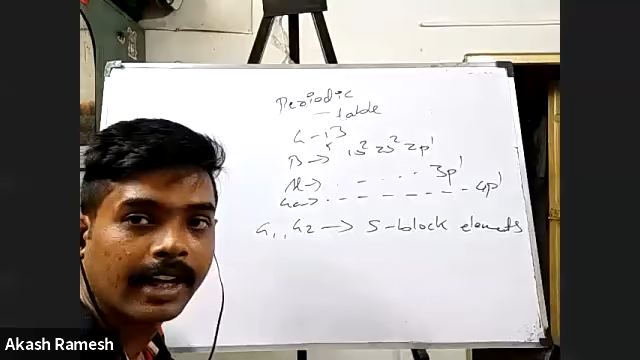 Periodic
- Table
G-13
B → 1s² 2s² 2p¹
Al → . - . . . . 3p¹
Ga → . - - - - - - 4p¹
G1, G2 → S-block elements
Akash Ramesh